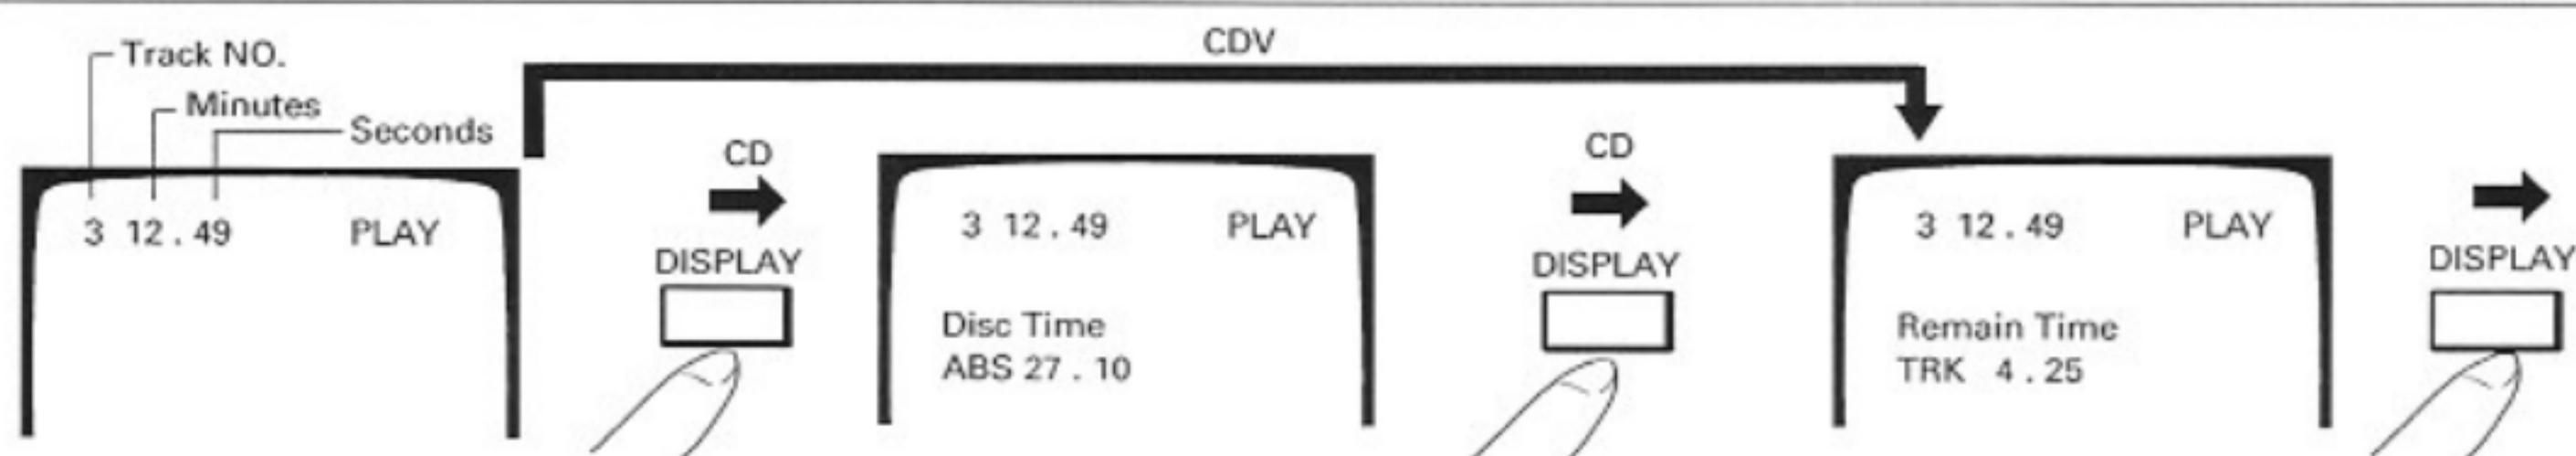 CDV
Track NO.
Minutes
Seconds
3 12 . 49 PLAY
CD
DISPLAY
3 12 . 49 PLAY
Disc Time
ABS 27 . 10
CD
DISPLAY
3 12 . 49 PLAY
Remain Time
TRK 4 . 25
DISPLAY